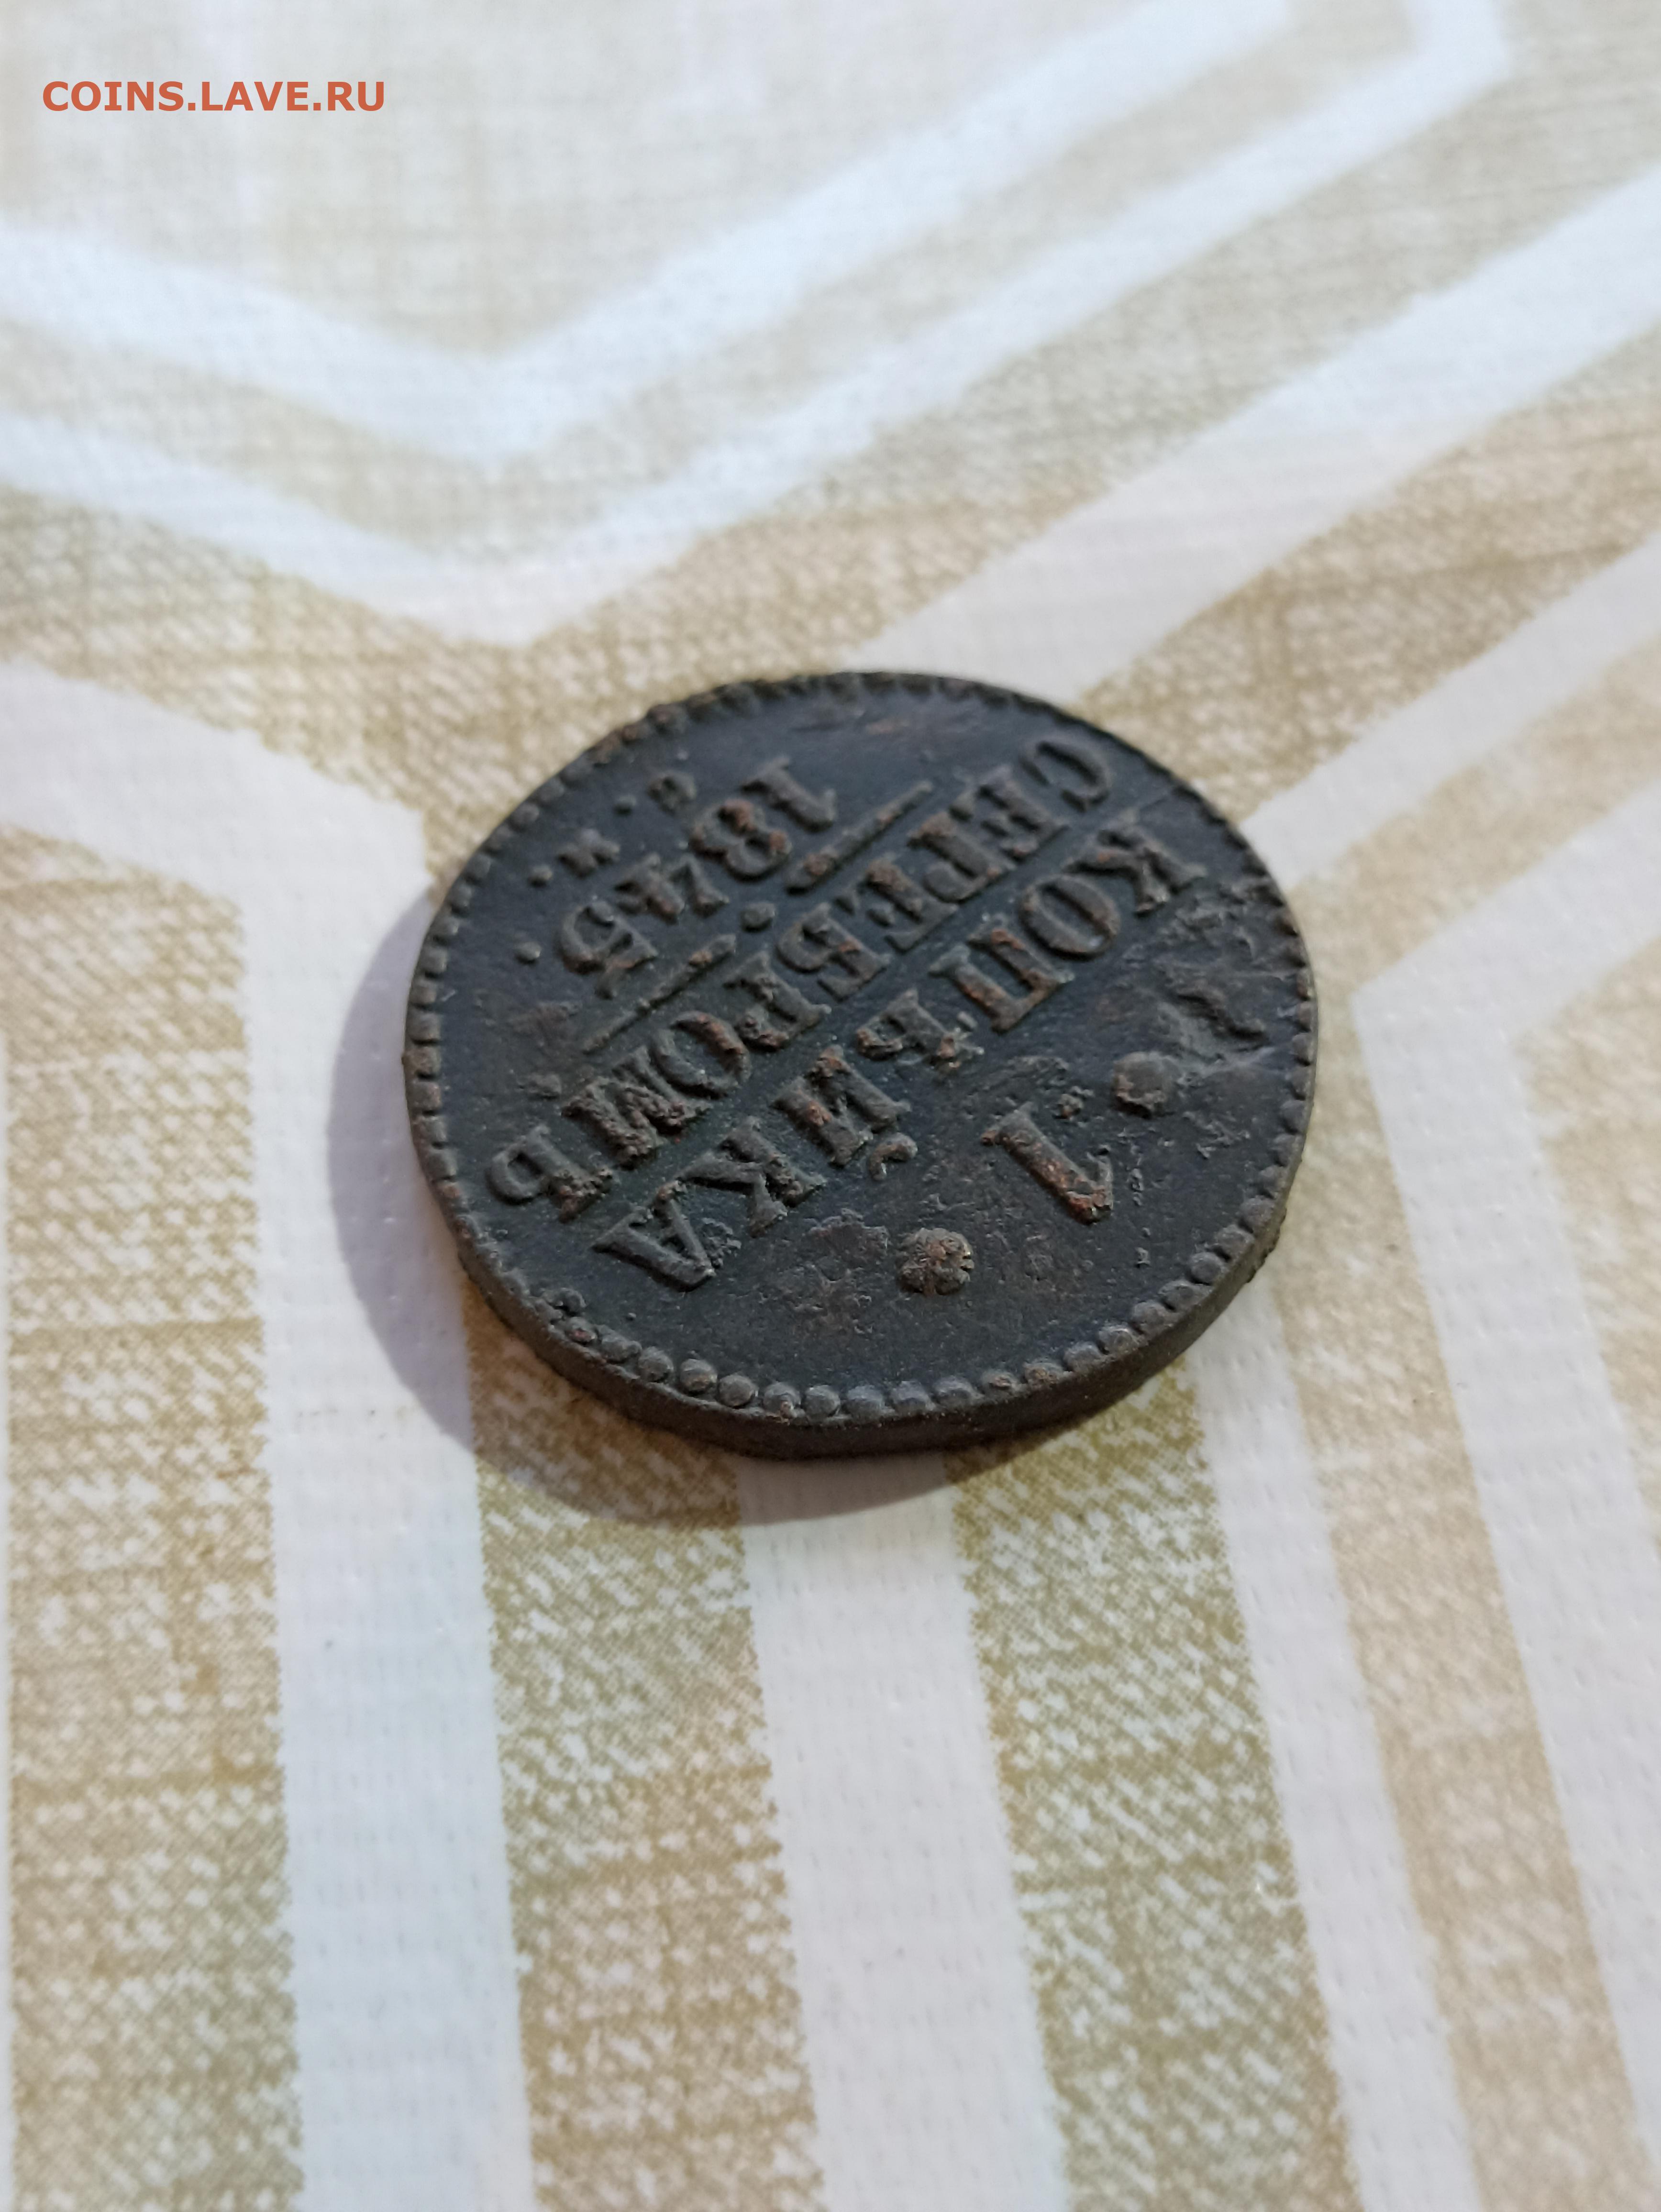 COINS.LAVE.RU
1
КОПѢЙКА
СЕРЕБРОМЪ
1845
С. М.